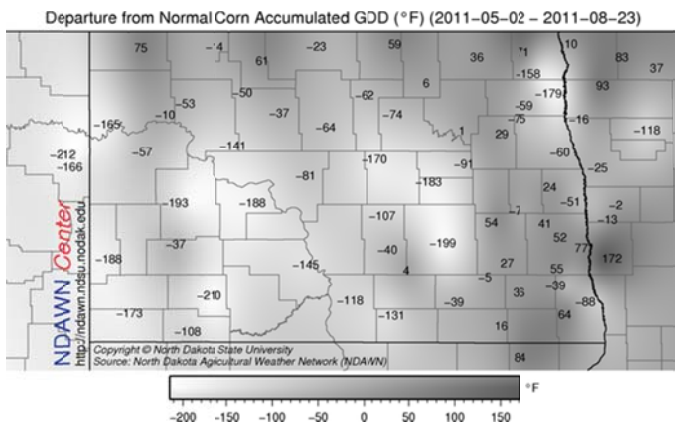 Departure from Normal Corn Accumulated GDD (°F) (2011-05-02 - 2011-08-23)
75 -23 59 36 10 83
61 37
-158
6 93
-50 -62 -179
-53 -59
-10 -37 -74 -16
-165 -64 29 -118
-141 -60
-212 -57 -170
-166 -91 -25
-81 -183
24
-193 -188 -51 -2
-107 54 41 -13
-37 -40 -199 52 77
-188 -145 4 27 55 172
-5 -39
-210 -118 -39 -88
-173 -131 64
-108 16
84
NDAWN Center
http://ndawn.ndsu.nodak.edu
Copyright © North Dakota State University
Source: North Dakota Agricultural Weather Network (NDAWN)
°F
-200 -150 -100 -50 0 50 100 150